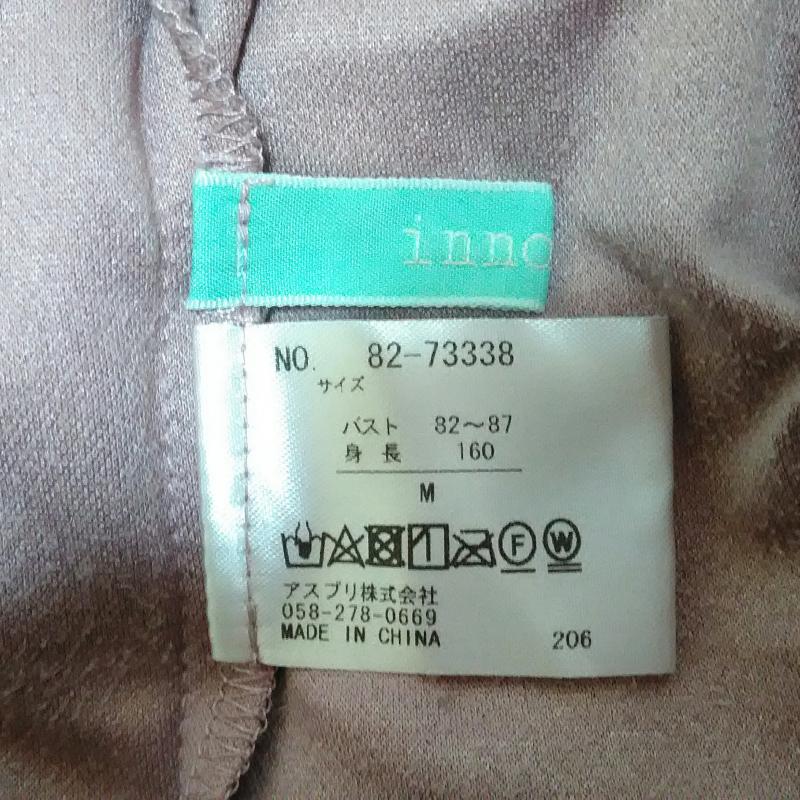 inno
NO. 82-73338
サイズ
バスト 82～87
身長 160
M
F W
アスプリ株式会社
058-278-0669
MADE IN CHINA 206